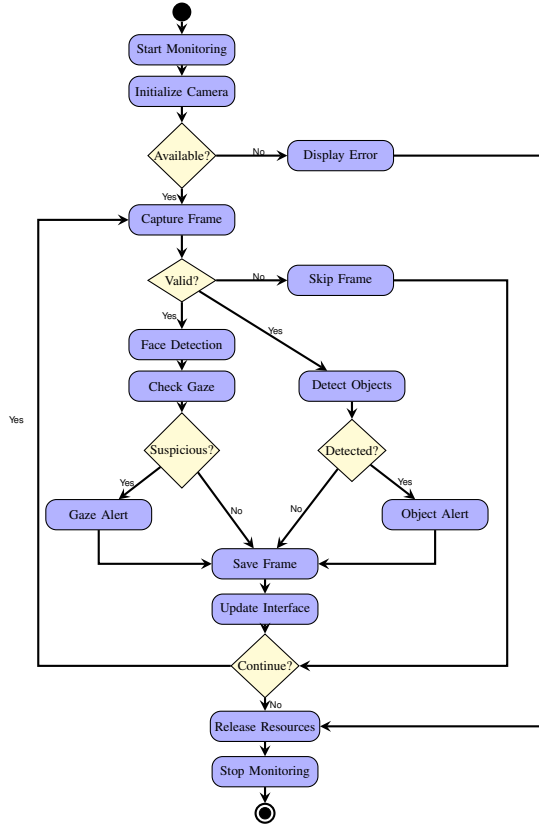 Start Monitoring
Initialize Camera
Available?
No
Display Error
Yes
Capture Frame
Valid?
No
Skip Frame
Yes
Yes
Face Detection
Check Gaze
Detect Objects
Yes
Suspicious?
Detected?
Yes
Yes
Gaze Alert
No
No
Object Alert
Save Frame
Update Interface
Continue?
No
Release Resources
Stop Monitoring